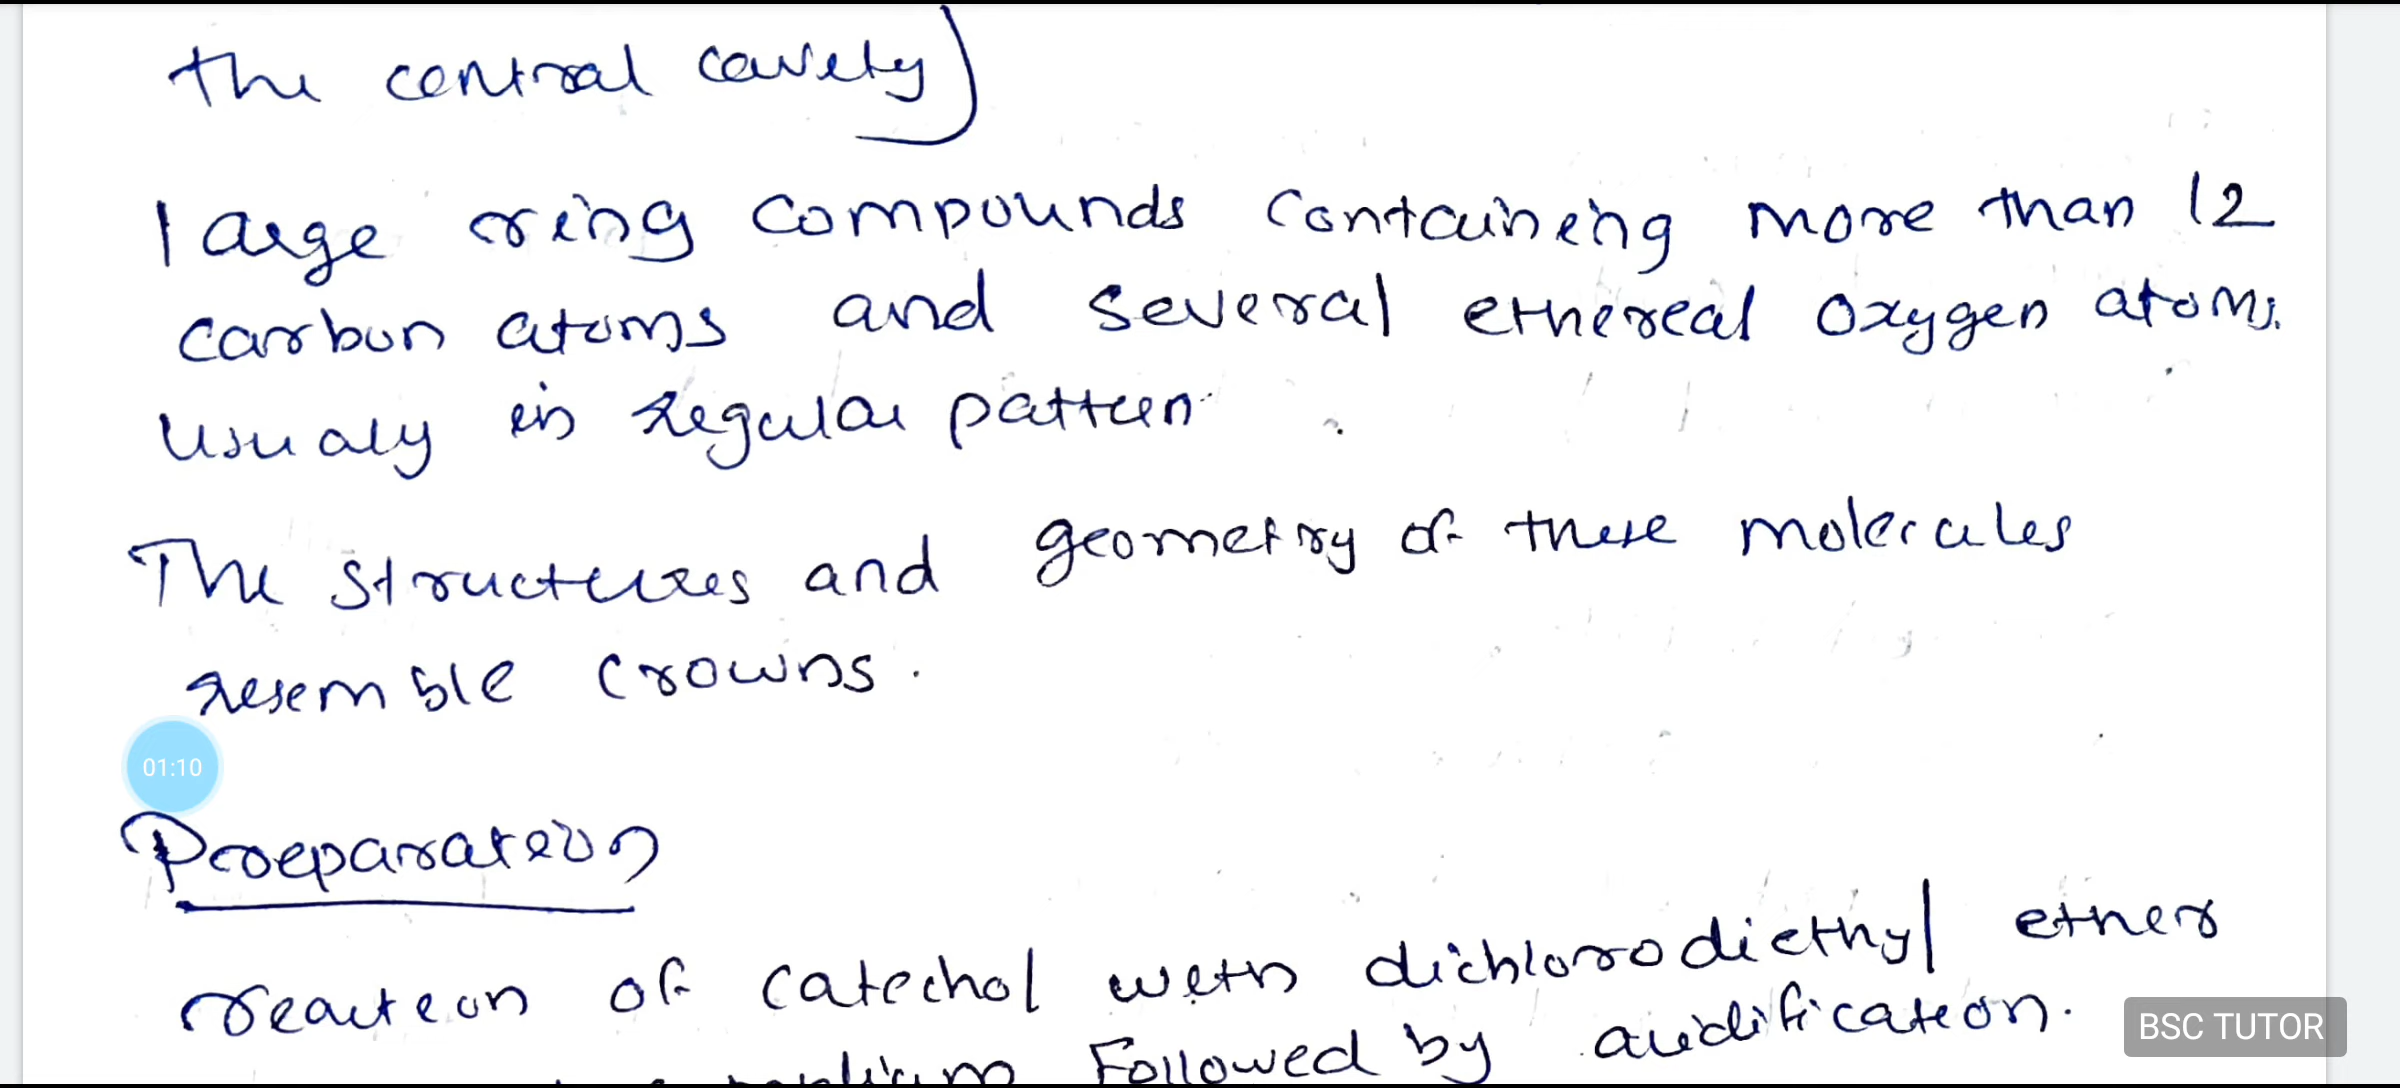 the central cavity)
large ring compounds containing more than 12
carbon atoms and several ethereal oxygen atoms.
usualy in regular pattern
The structures and geometry of these molecules
resemble crowns.
01:10
Preparation
reaction of catechol with dichlorodiethyl ether
Followed by acidification.
BSC TUTOR